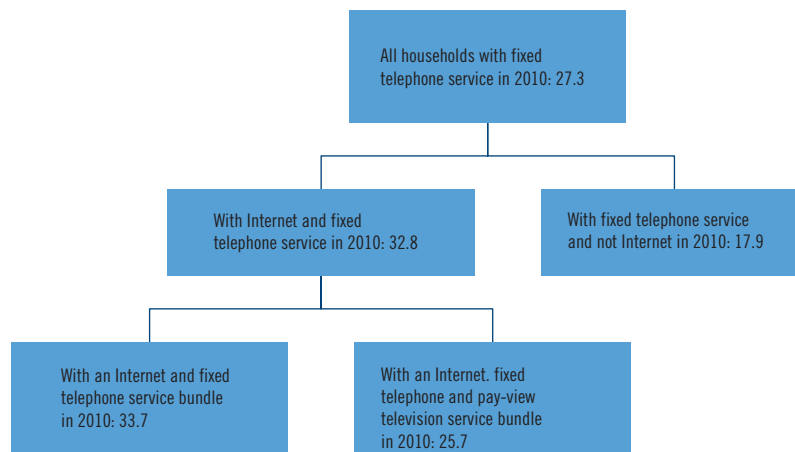 All households with fixed
telephone service in 2010: 27.3
With Internet and fixed
telephone service in 2010: 32.8
With fixed telephone service
and not Internet in 2010: 17.9
With an Internet and fixed
telephone service bundle
in 2010: 33.7
With an Internet. fixed
telephone and pay-view
television service bundle
in 2010: 25.7